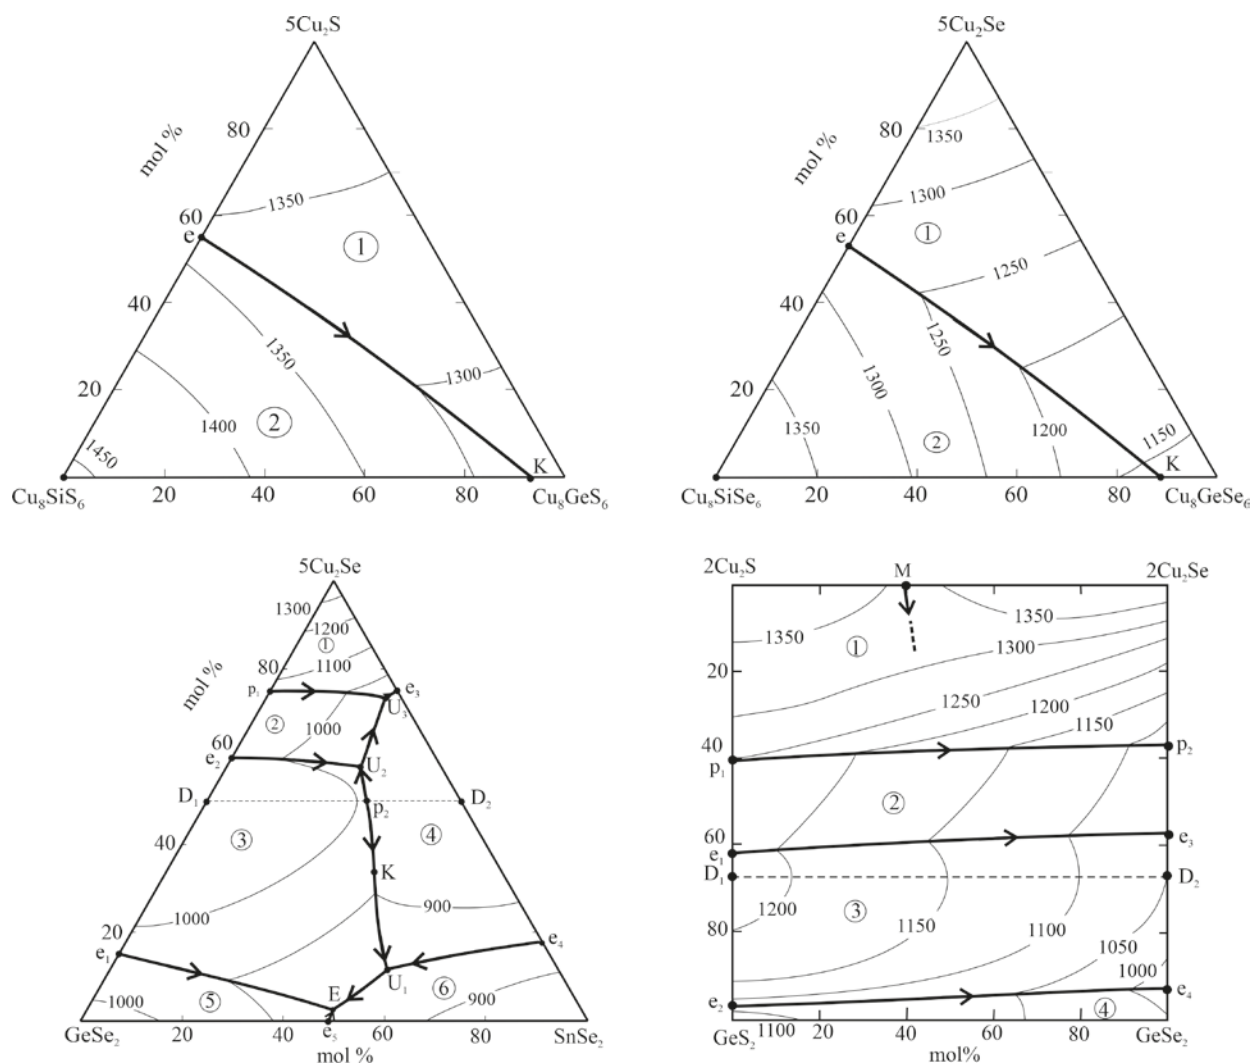 5Cu₂S
mol %
80
60
40
20
e
1350
1
1300
1350
1400
1450
2
K
Cu₈SiS₆
20
40
60
80
Cu₈GeS₆
5Cu₂Se
mol %
80
60
40
20
e
1350
1300
1
1250
1250
1300
1350
1200
1150
2
K
Cu₈SiSe₆
20
40
60
80
Cu₈GeSe₆
5Cu₂Se
mol %
1300
1200
1
80
1100
p₁
e₃
U₃
2
1000
60
e₂
U₂
D₁
p₂
D₂
3
4
40
K
1000
900
20
e₁
e₄
E
U₁
5
6
1000
900
e₅
GeSe₂
20
40
60
80
SnSe₂
mol %
2Cu₂S
M
2Cu₂Se
1350
1350
1
1300
20
1250
1200
1150
40
p₁
p₂
2
60
e₁
e₃
D₁
D₂
1200
3
1150
1100
1050
80
1000
e₂
e₄
1100
4
GeS₂
20
40
60
80
GeSe₂
mol%